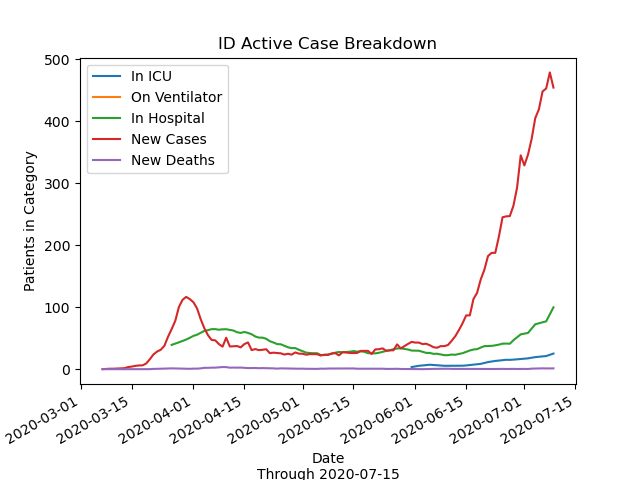 ID Active Case Breakdown
In ICU
On Ventilator
In Hospital
New Cases
New Deaths
Patients in Category
500
400
300
200
100
0
2020-03-01
2020-03-15
2020-04-01
2020-04-15
2020-05-01
2020-05-15
2020-06-01
2020-06-15
2020-07-01
2020-07-15
Date
Through 2020-07-15